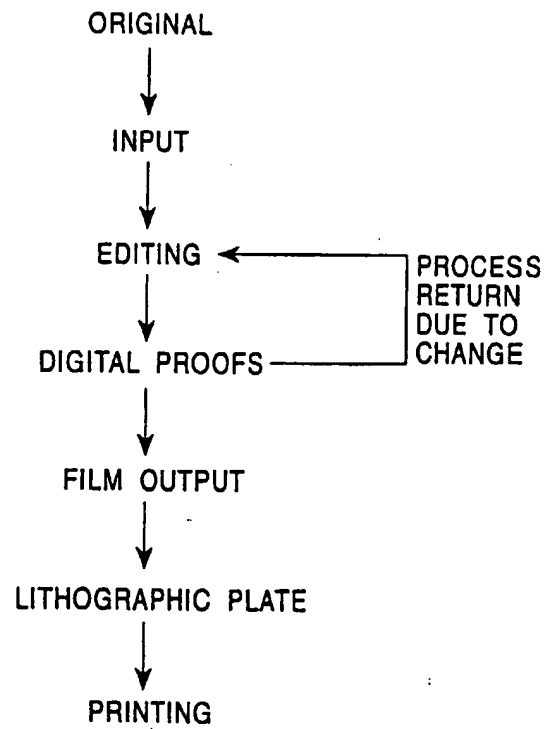 ORIGINAL
INPUT
EDITING
PROCESS
RETURN
DUE TO
CHANGE
DIGITAL PROOFS
FILM OUTPUT
LITHOGRAPHIC PLATE
PRINTING